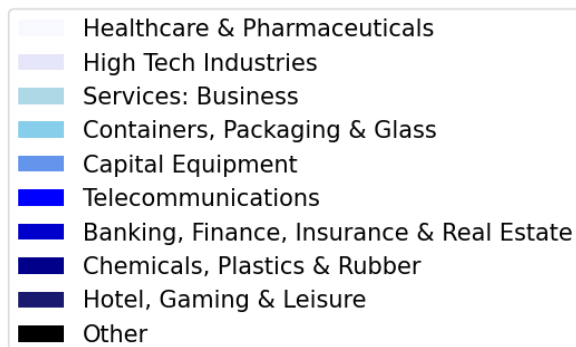 Healthcare & Pharmaceuticals
High Tech Industries
Services: Business
Containers, Packaging & Glass
Capital Equipment
Telecommunications
Banking, Finance, Insurance & Real Estate
Chemicals, Plastics & Rubber
Hotel, Gaming & Leisure
Other